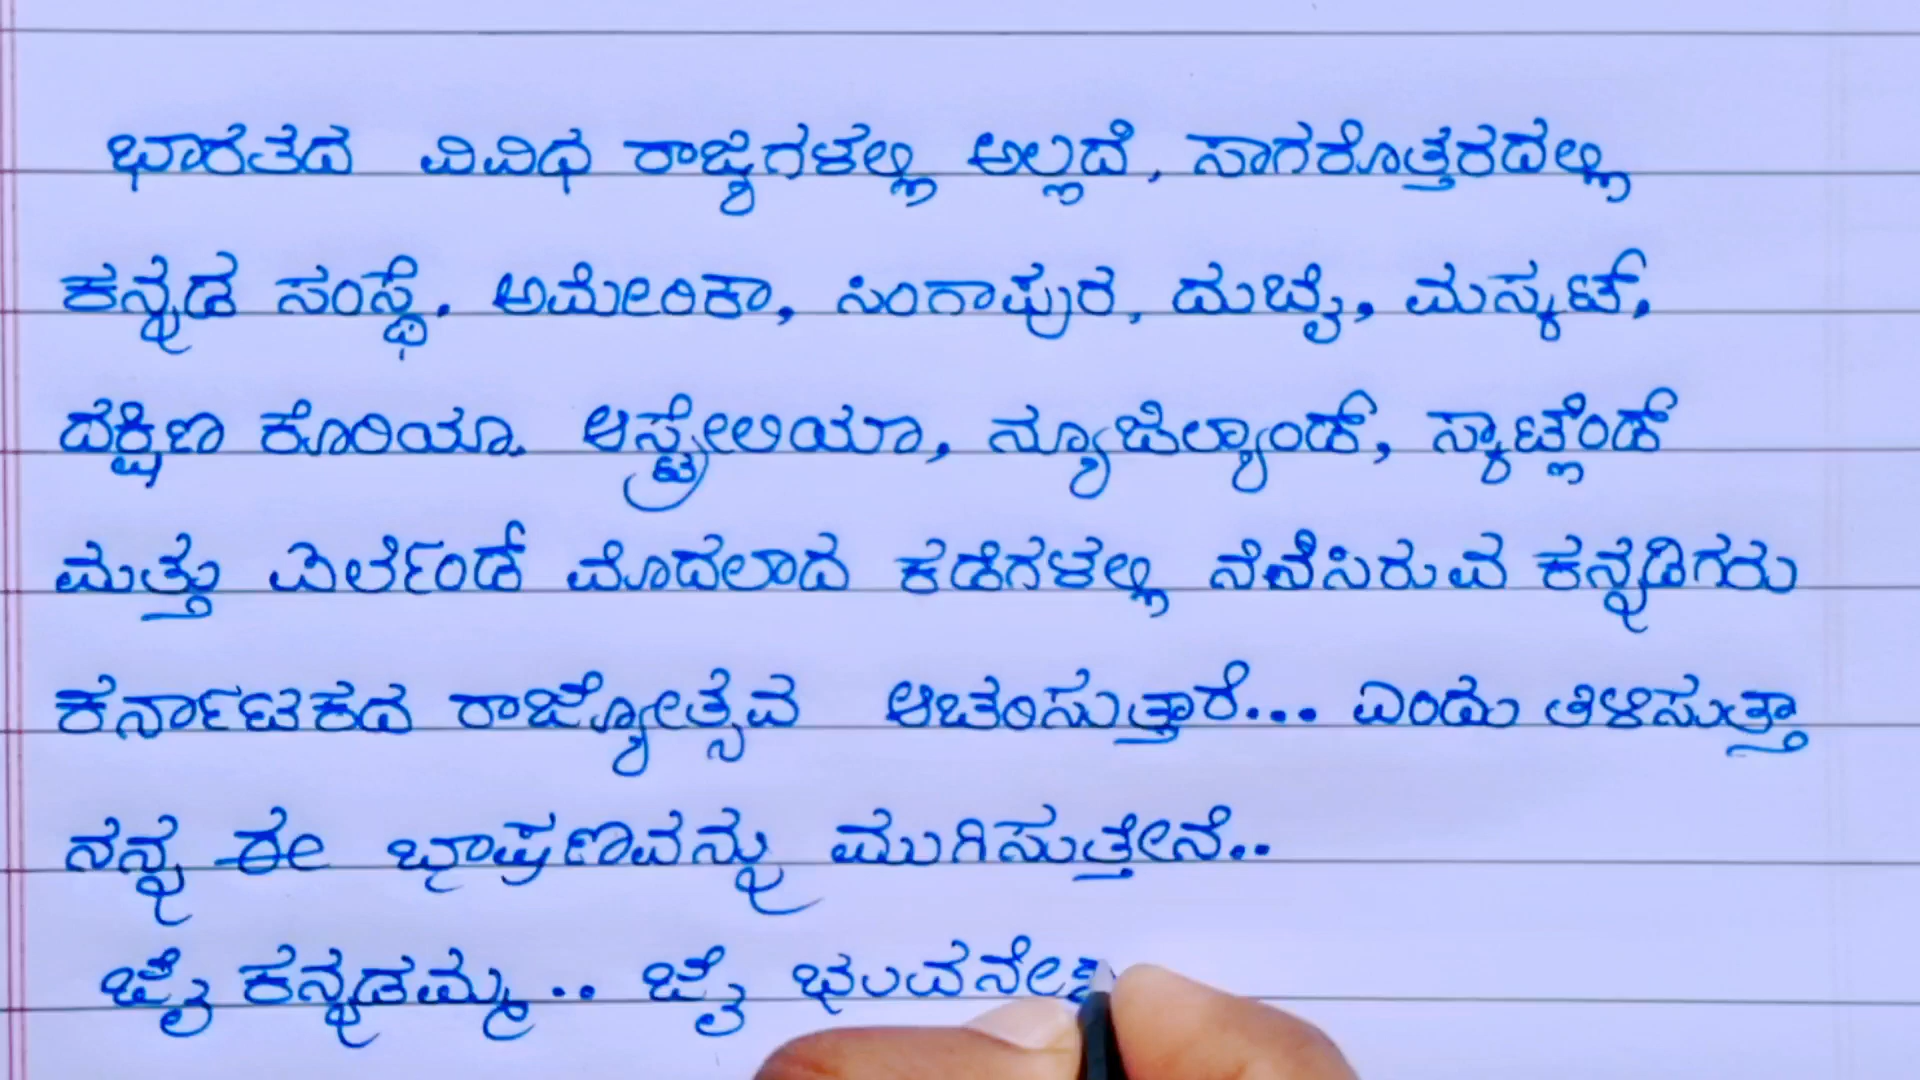 ಭಾರತದ ವಿವಿಧ ರಾಜ್ಯಗಳಲ್ಲಿ ಅಲ್ಲದೆ, ಸಾಗರೊತ್ತರದಲ್ಲಿ
ಕನ್ನಡ ಸಂಸ್ಥೆ. ಅಮೇರಿಕಾ, ಸಿಂಗಾಪುರ, ದುಬೈ, ಮಸ್ಕಟ್,
ದಕ್ಷಿಣ ಕೊರಿಯಾ. ಆಸ್ಟ್ರೇಲಿಯಾ, ನ್ಯೂಜಿಲ್ಯಾಂಡ್, ಸ್ಕಾಟ್ಲೆಂಡ್
ಮತ್ತು ಐರ್ಲೆಂಡ್ ಮೊದಲಾದ ಕಡೆಗಳಲ್ಲಿ ನೆನೆಸಿರುವ ಕನ್ನಡಿಗರು
ಕರ್ನಾಟಕದ ರಾಜ್ಯೋತ್ಸವ ಆಚರಿಸುತ್ತಾರೆ... ಎಂದು ತಿಳಿಸುತ್ತಾ
ನನ್ನ ಈ ಭಾಷಣವನ್ನು ಮುಗಿಸುತ್ತೇನೆ..
ಜೈ ಕನ್ನಡಮ್ಮ.. ಜೈ